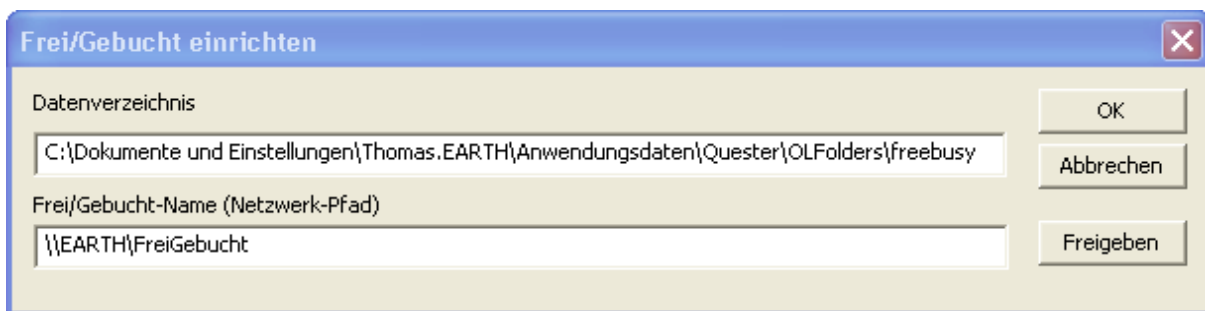 Frei/Gebucht einrichten
Datenverzeichnis
C:\Dokumente und Einstellungen\Thomas.EARTH\Anwendungsdaten\Quester\OLFolders\freebusy
Frei/Gebucht-Name (Netzwerk-Pfad)
\\EARTH\FreiGebucht
OK
Abbrechen
Freigeben